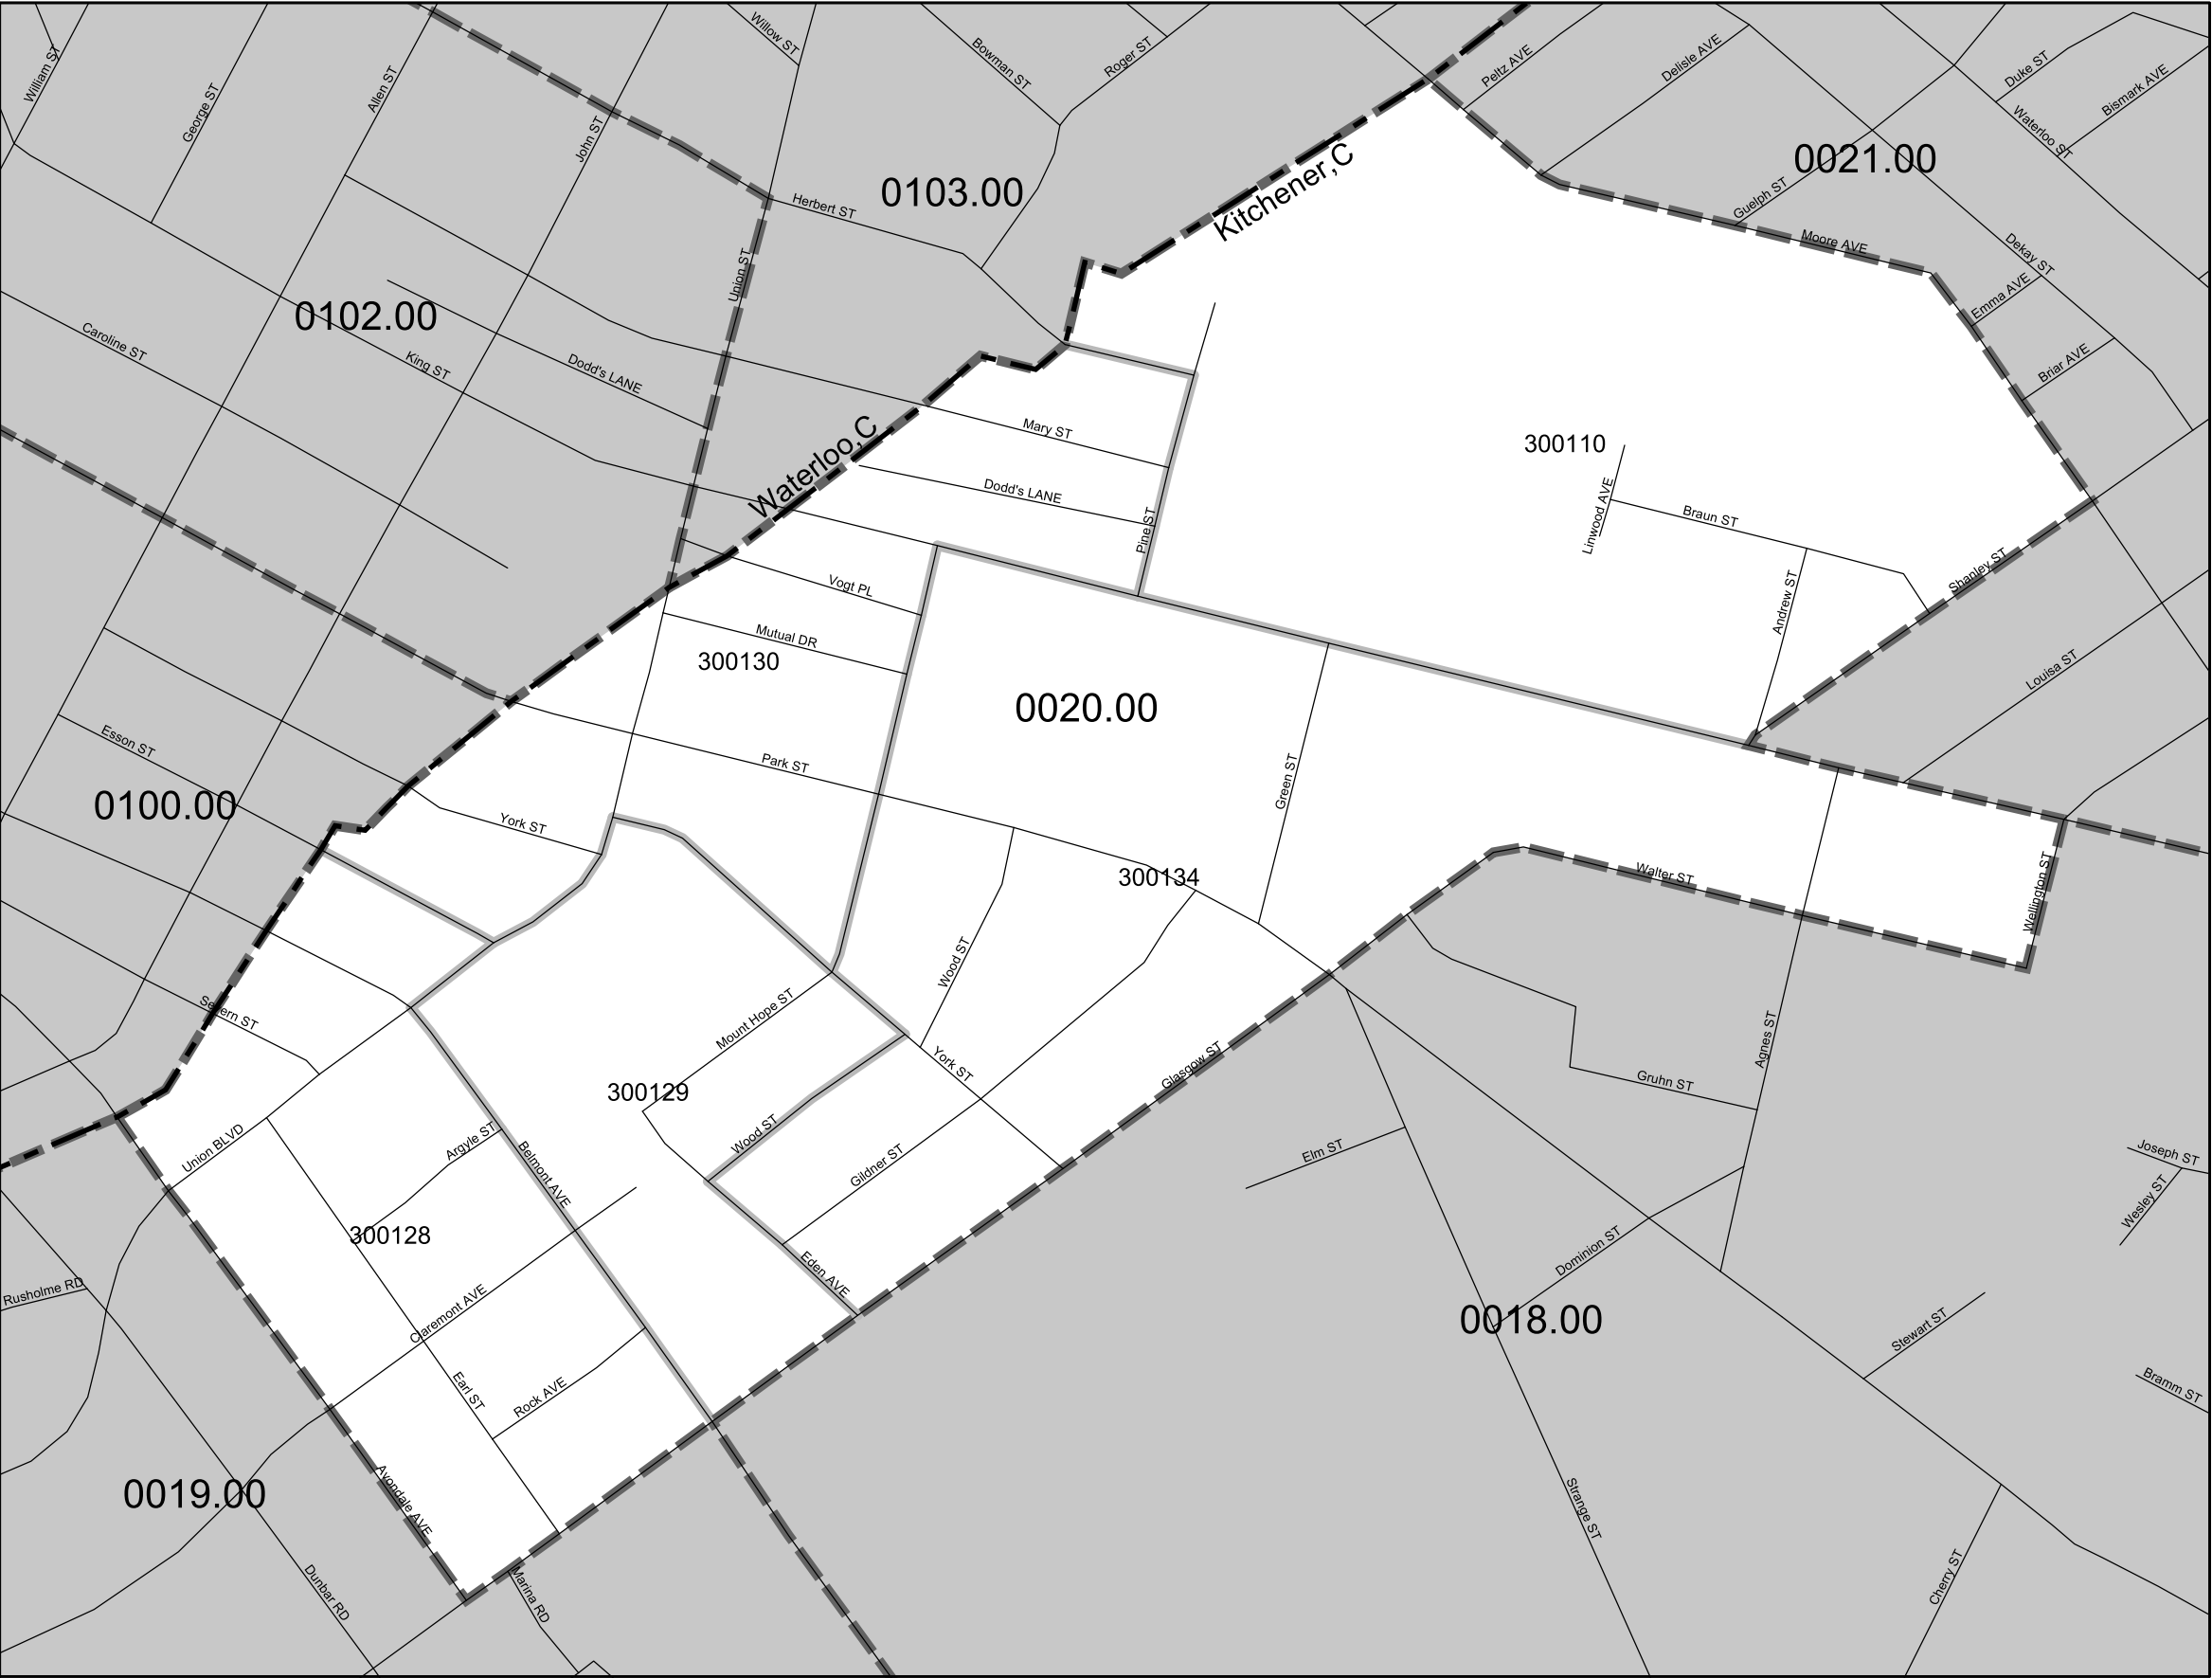 William ST
George ST
Allen ST
John ST
Willow ST
Bowman ST
Roger ST
Peltz AVE
Delisle AVE
Duke ST
Bismark AVE
Waterloo ST
0021.00
0103.00
Kitchener,C
Herbert ST
Guelph ST
Moore AVE
Dekay ST
Emma AVE
Briar AVE
Union ST
0102.00
Caroline ST
King ST
Dodd's LANE
Waterloo,C
Mary ST
Dodd's LANE
Pine ST
300110
Linwood AVE
Braun ST
Andrew ST
Shanley ST
Louisa ST
Vogt PL
Mutual DR
300130
0020.00
Park ST
Green ST
Esson ST
0100.00
York ST
300134
Walter ST
Wellington ST
Wood ST
Mount Hope ST
York ST
Glasgow ST
Agnes ST
Gruhn ST
300129
Union BLVD
Argyle ST
Belmont AVE
Wood ST
Gildner ST
Elm ST
Joseph ST
Wesley ST
300128
Eden AVE
Dominion ST
Rusholme RD
Claremont AVE
0018.00
Stewart ST
Earl ST
Rock AVE
Bramm ST
0019.00
Avondale AVE
Strange ST
Dunbar RD
Marina RD
Cherry ST